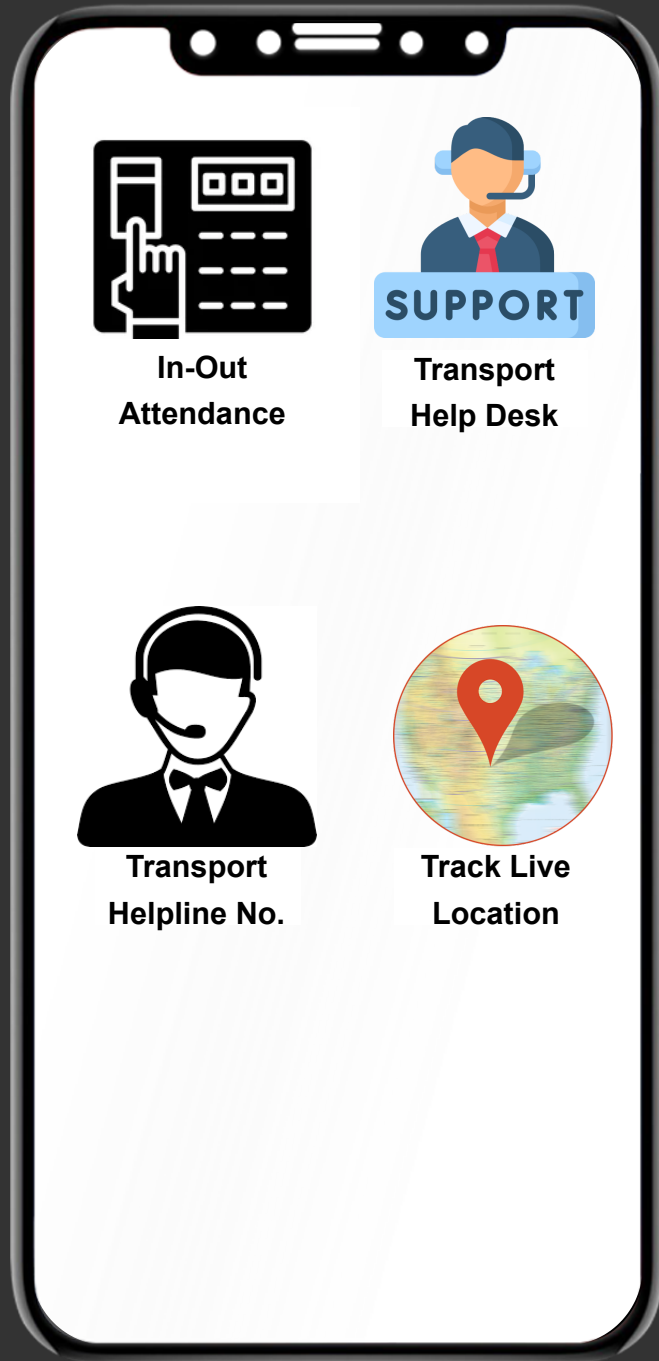 SUPPORT
In-Out
Attendance
Transport
Help Desk
Transport
Helpline No.
Track Live
Location